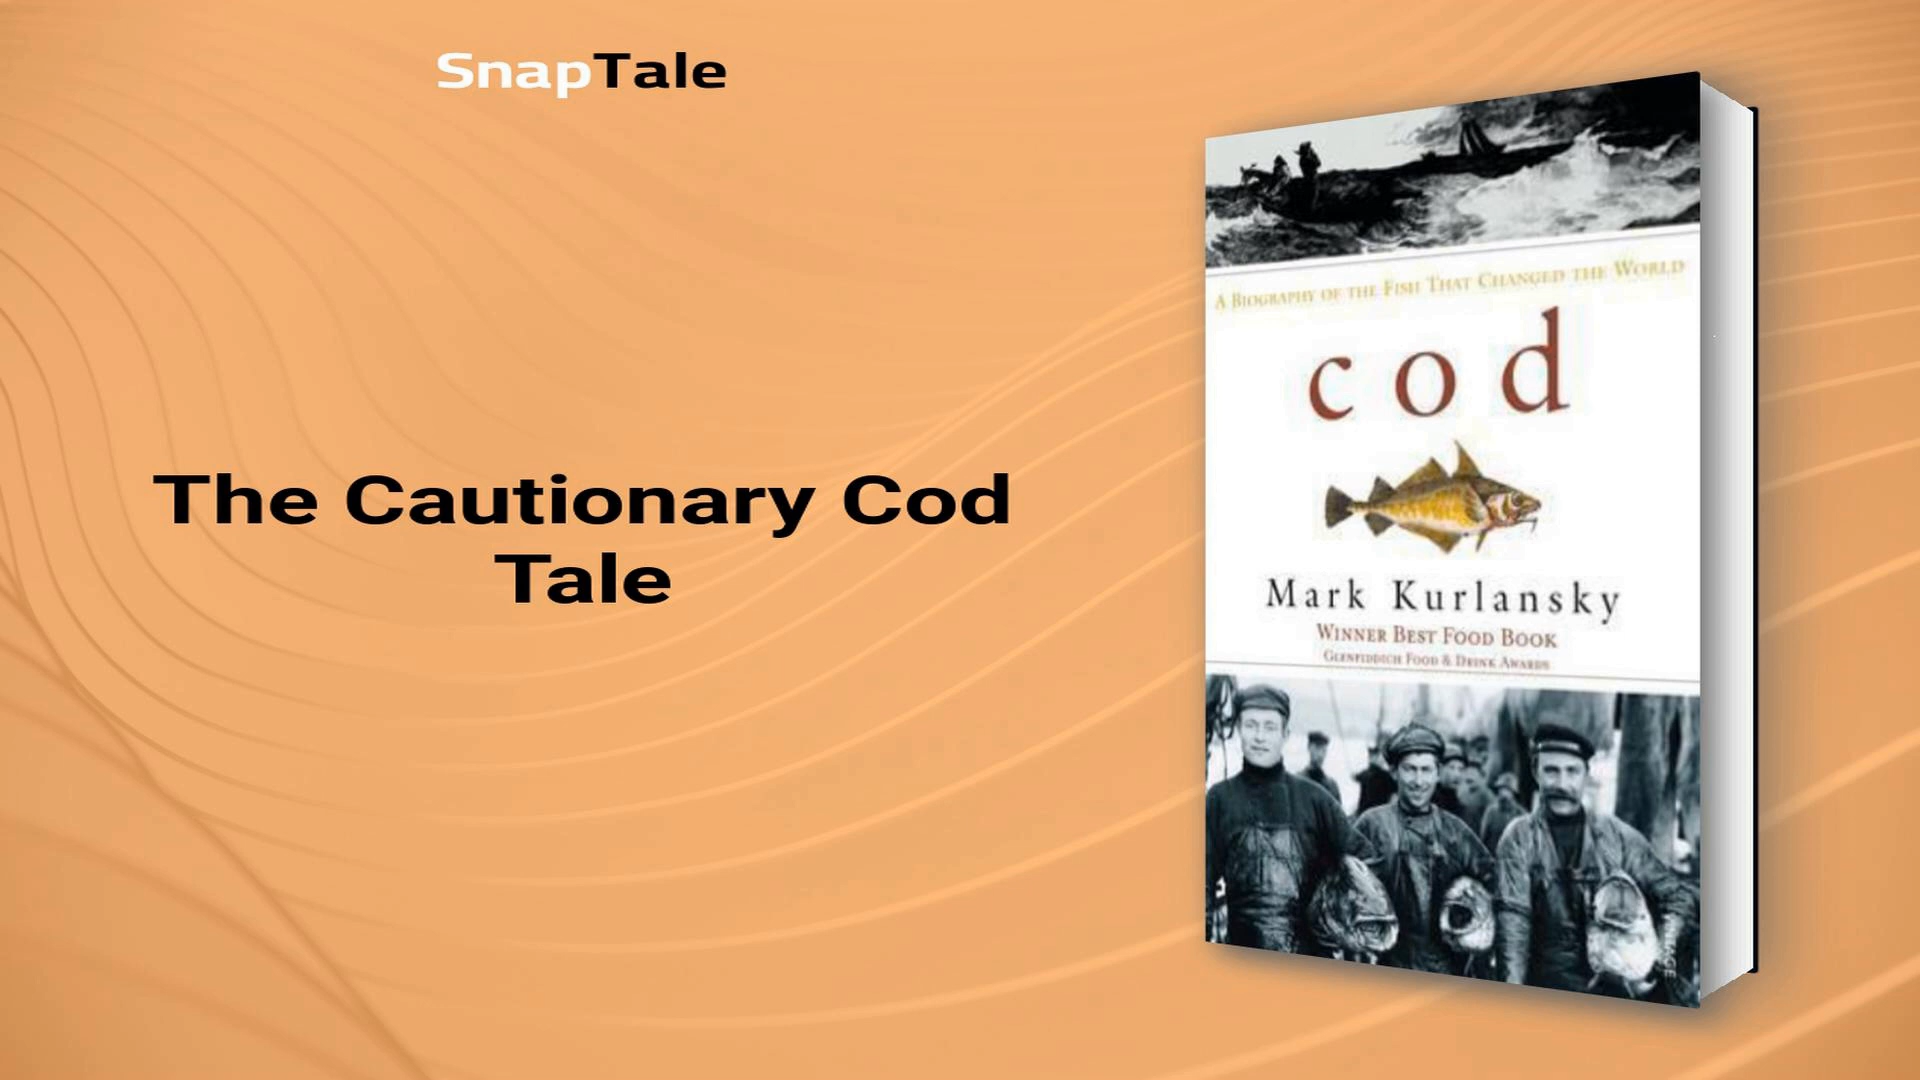 SnapTale
The Cautionary Cod
Tale
A Biography of the Fish That Changed the World
cod
Mark Kurlansky
Winner Best Food Book
Glenfiddich Food & Drink Awards